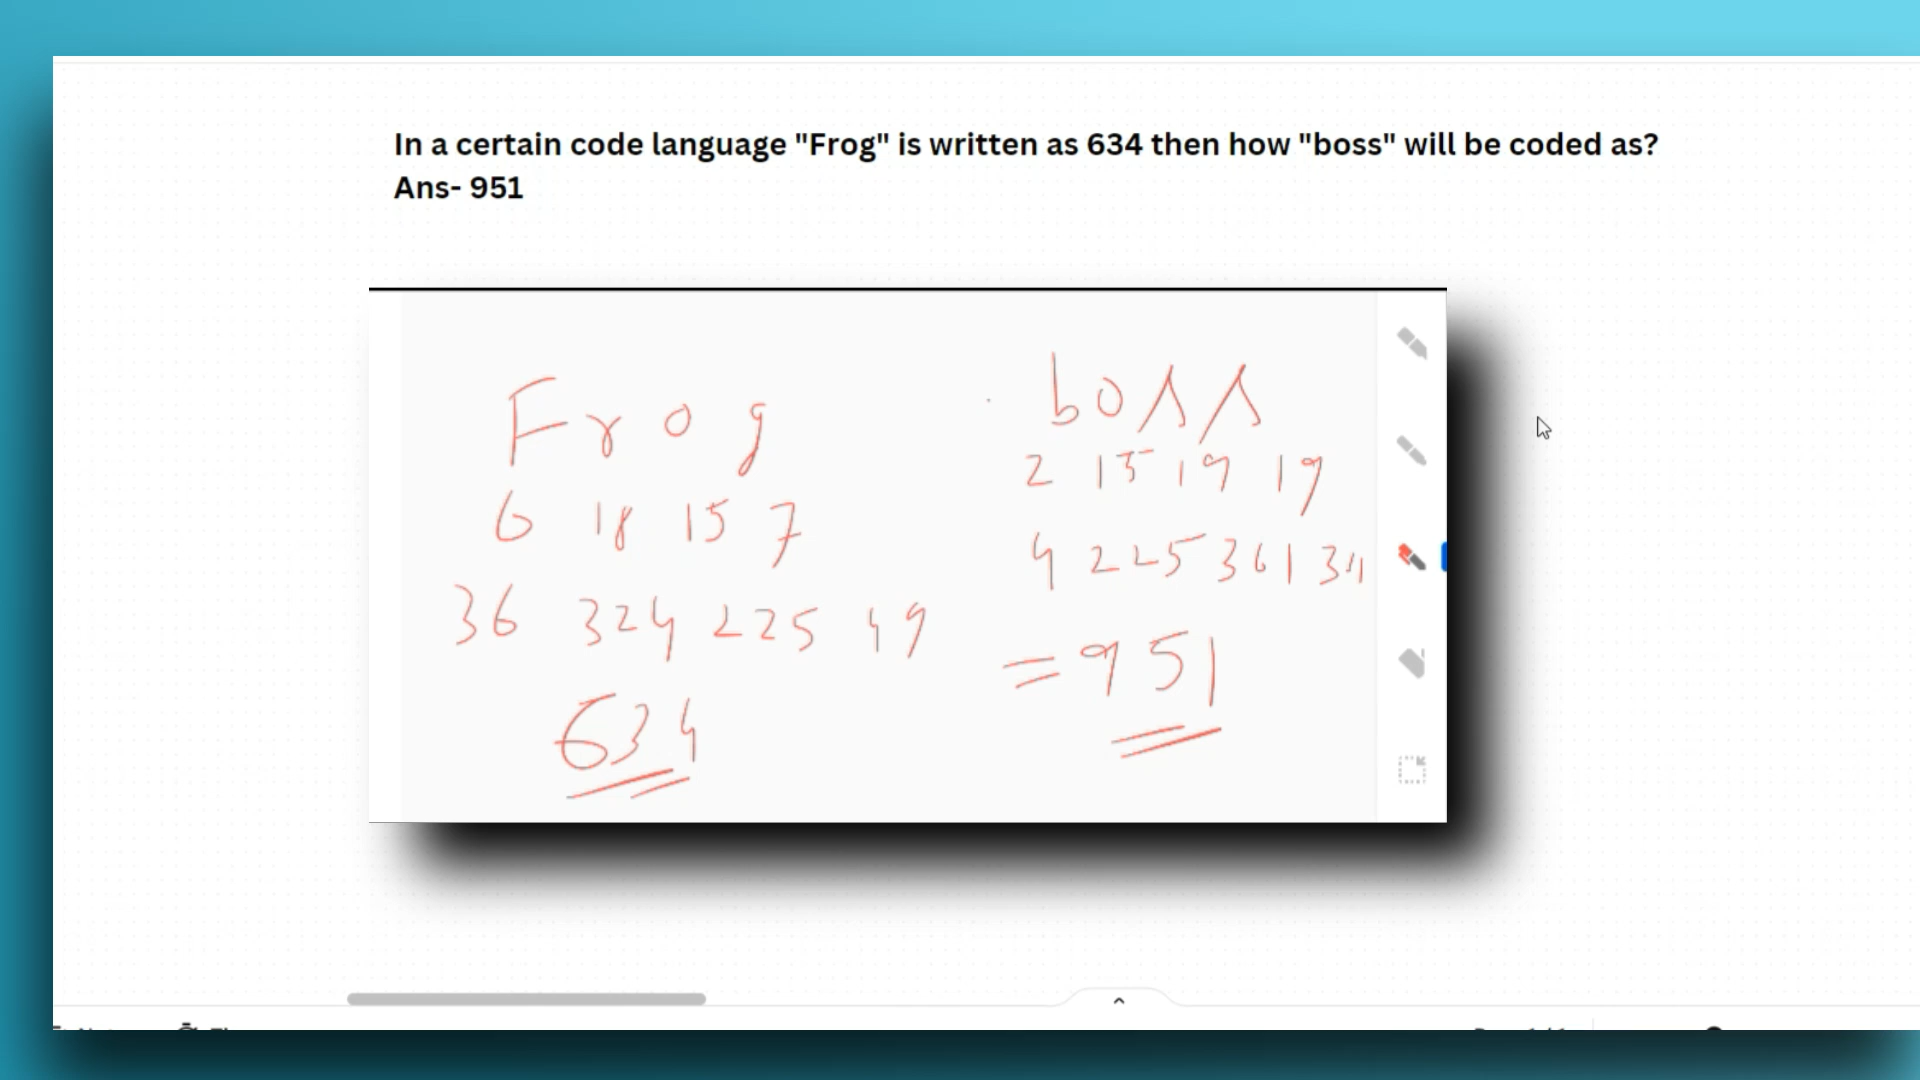 In a certain code language "Frog" is written as 634 then how "boss" will be coded as?
Ans- 951
Frog
6 18 15 7
36 324 225 49
634
boss
2 15 19 19
4 225 361
= 951